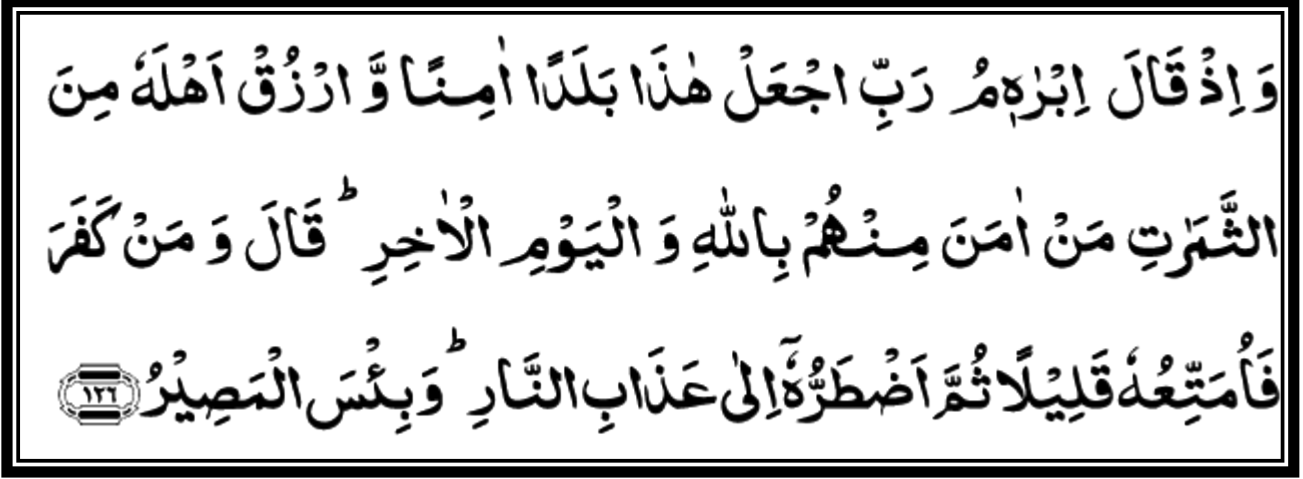 وَ اِذْ قَالَ اِبْرٰهٖمُ رَبِّ اجْعَلْ هٰذَا بَلَدًا اٰمِنًا وَّ ارْزُقْ اَهْلَهٗ مِنَ
الثَّمَرٰتِ مَنْ اٰمَنَ مِنْهُمْ بِاللّٰهِ وَ الْیَوْمِ الْاٰخِرِ ؕ قَالَ وَ مَنْ كَفَرَ
فَاُمَتِّعُهٗ قَلِیْلًا ثُمَّ اَضْطَرُّهٗۤ اِلٰی عَذَابِ النَّارِ ؕ وَ بِئْسَ الْمَصِیْرُ ﴿۱۲۶﴾